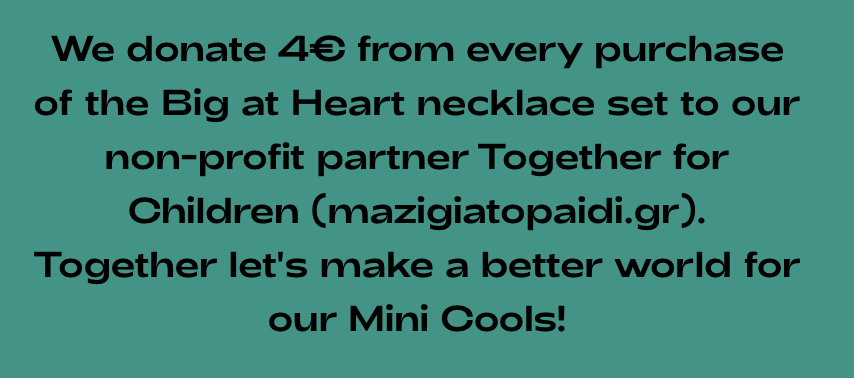 We donate 4€ from every purchase
of the Big at Heart necklace set to our
non-profit partner Together for
Children (mazigiatopaidi.gr).
Together let's make a better world for
our Mini Cools!